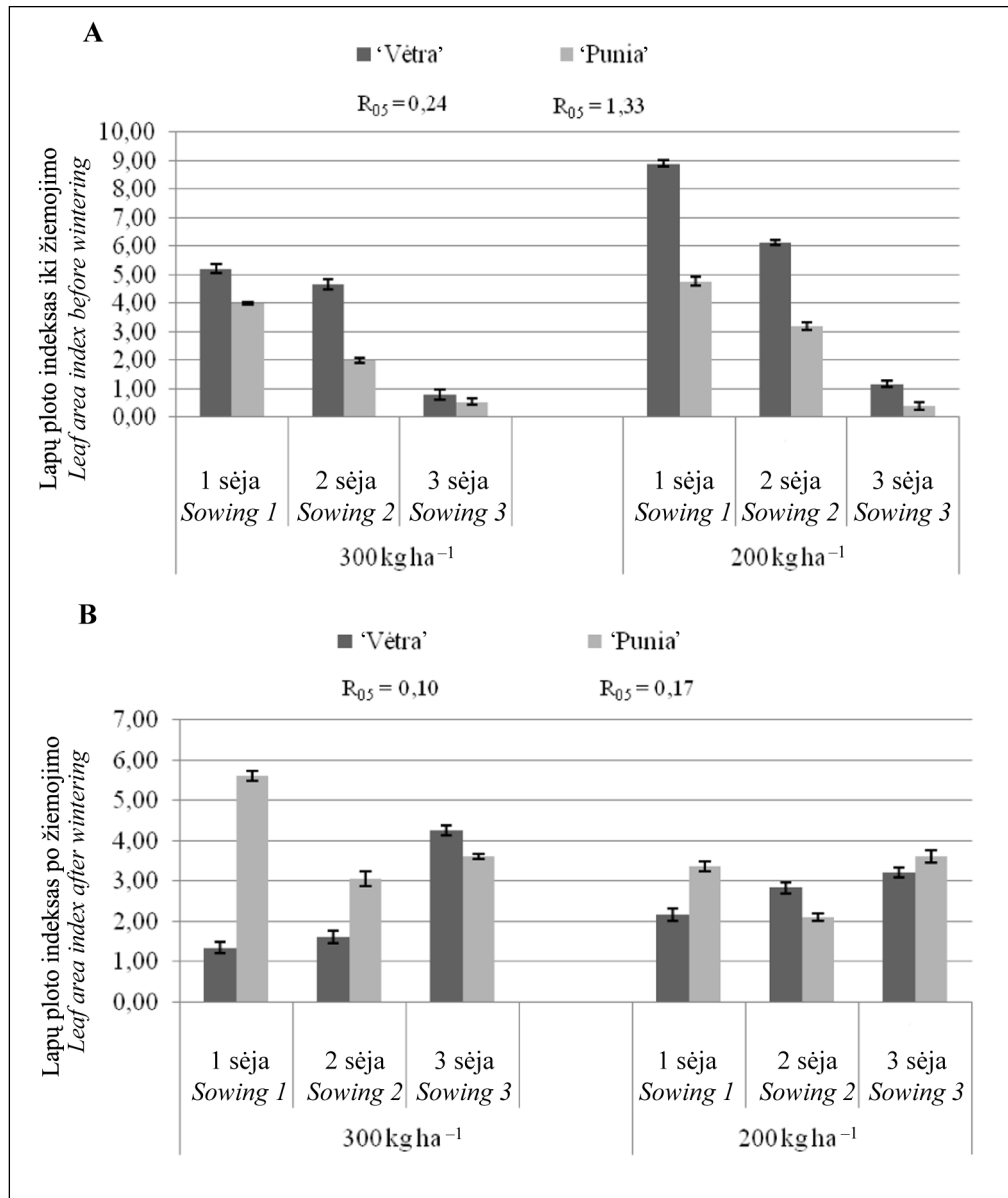 A
‘Vėtra’ ‘Punia’
R₀₅ = 0,24 R₀₅ = 1,33
Lapų ploto indeksas iki žiemojimo
Leaf area index before wintering
10,00
9,00
8,00
7,00
6,00
5,00
4,00
3,00
2,00
1,00
0,00
1 sėja 2 sėja 3 sėja 1 sėja 2 sėja 3 sėja
Sowing 1 Sowing 2 Sowing 3 Sowing 1 Sowing 2 Sowing 3
300 kg ha⁻¹ 200 kg ha⁻¹
B
‘Vėtra’ ‘Punia’
R₀₅ = 0,10 R₀₅ = 0,17
Lapų ploto indeksas po žiemojimo
Leaf area index after wintering
7,00
6,00
5,00
4,00
3,00
2,00
1,00
0,00
1 sėja 2 sėja 3 sėja 1 sėja 2 sėja 3 sėja
Sowing 1 Sowing 2 Sowing 3 Sowing 1 Sowing 2 Sowing 3
300 kg ha⁻¹ 200 kg ha⁻¹